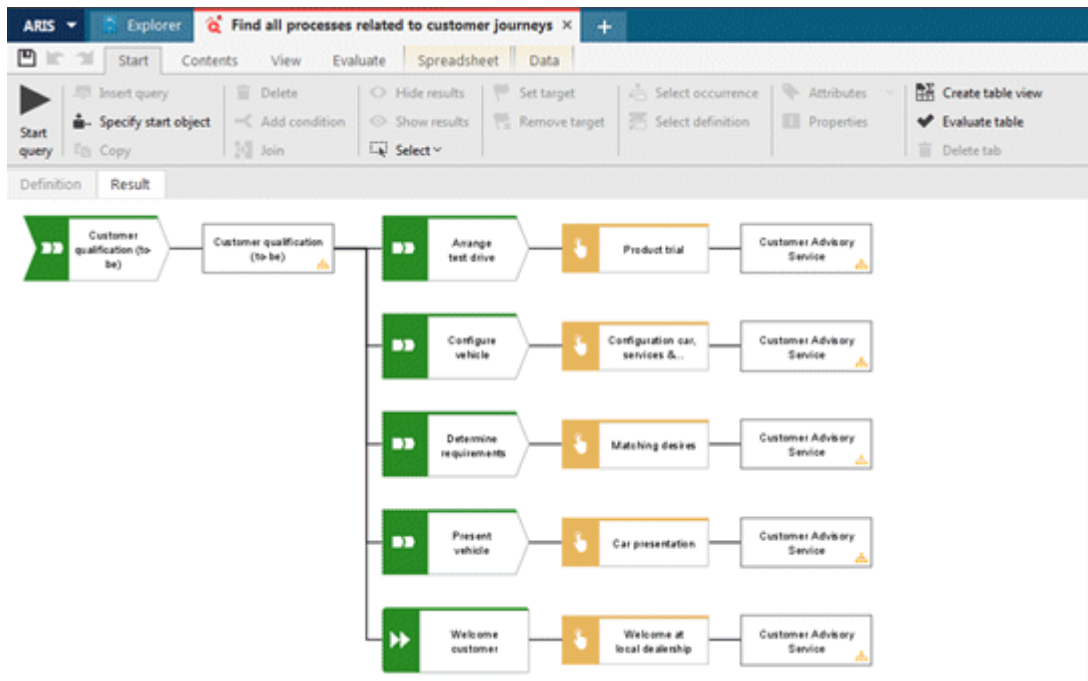 ARIS Explorer Find all processes related to customer journeys × +
Start Contents View Evaluate Spreadsheet Data
Start query
Insert query
Specify start object
Copy
Delete
Add condition
Join
Hide results
Show results
Select
Set target
Remove target
Select occurrence
Select definition
Attributes
Properties
Create table view
Evaluate table
Delete tab
Definition Result
Customer
qualification (to-
be)
Customer qualification
(to-be)
Arrange
test drive
Product trial
Customer Advisory
Service
Configure
vehicle
Configuration car,
services &...
Customer Advisory
Service
Determine
requirements
Matching desires
Customer Advisory
Service
Present
vehicle
Car presentation
Customer Advisory
Service
Welcome
customer
Welcome at
local dealership
Customer Advisory
Service